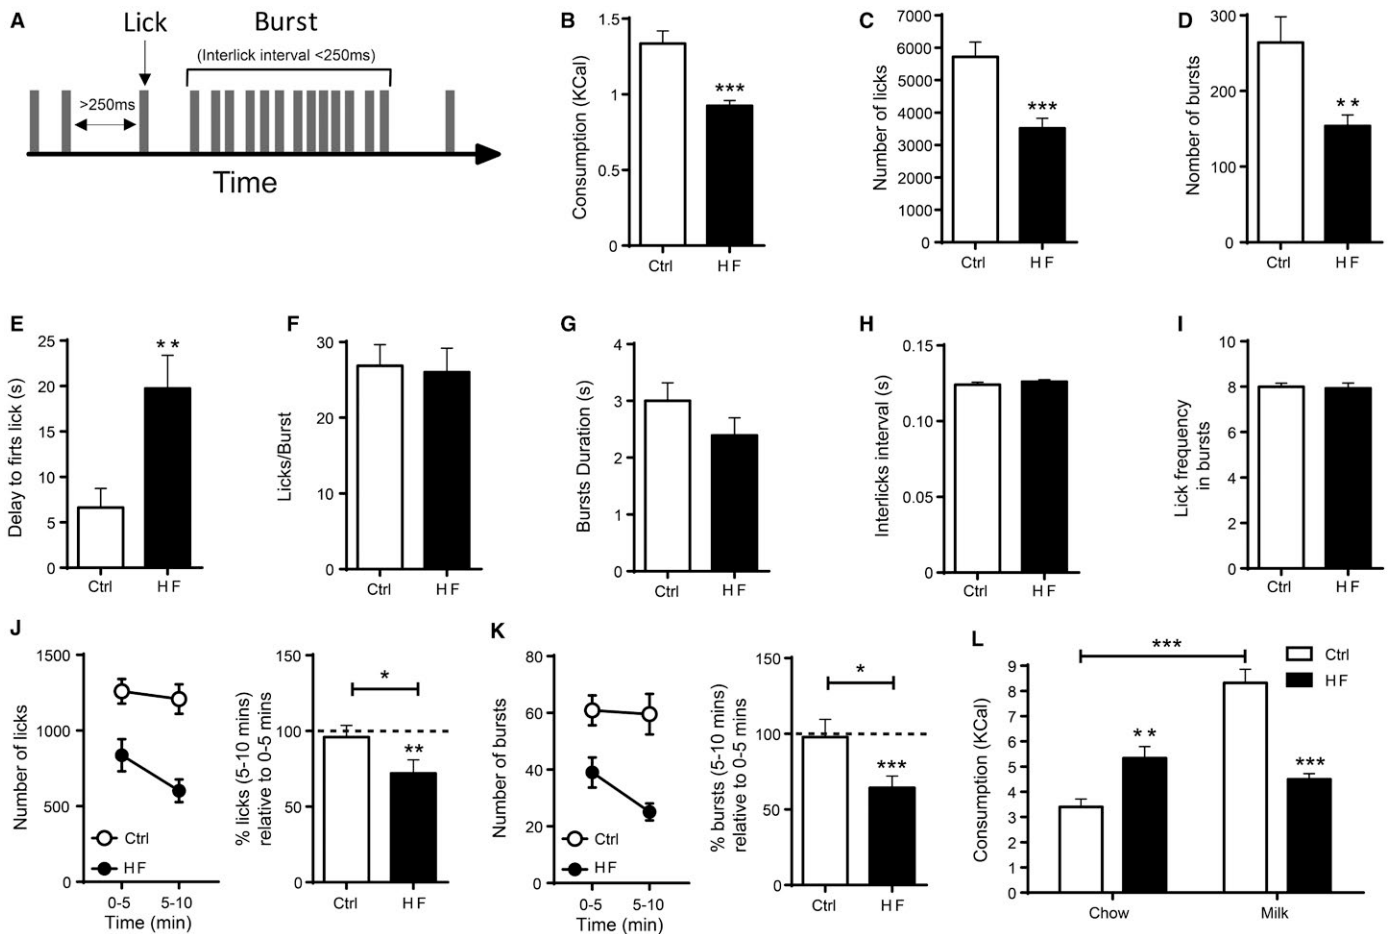 A
Lick
Burst
(Interlick interval <250ms)
>250ms
Time
B
Consumption (KCal)
1.5
1
0.5
0
***
Ctrl
HF
C
Number of licks
7000
6000
5000
4000
3000
2000
1000
0
***
Ctrl
HF
D
Nomber of bursts
300
200
100
0
**
Ctrl
HF
E
Delay to firts lick (s)
25
20
15
10
5
0
**
Ctrl
HF
F
Licks/Burst
30
20
10
0
Ctrl
HF
G
Bursts Duration (s)
4
3
2
1
0
Ctrl
HF
H
Interlicks interval (s)
0.15
0.10
0.05
0
Ctrl
HF
I
Lick frequency
in bursts
10
8
6
4
2
0
Ctrl
HF
J
Number of licks
1500
1000
500
0
Ctrl
HF
0-5
5-10
Time (min)
% licks (5-10 mins)
relative to 0-5 mins
150
100
50
0
*
**
Ctrl
HF
K
Number of bursts
80
60
40
20
0
Ctrl
HF
0-5
5-10
Time (min)
% bursts (5-10 mins)
relative to 0-5 mins
150
100
50
0
*
***
Ctrl
HF
L
Consumption (KCal)
9
8
7
6
5
4
3
2
1
0
***
**
***
Ctrl
HF
Chow
Milk